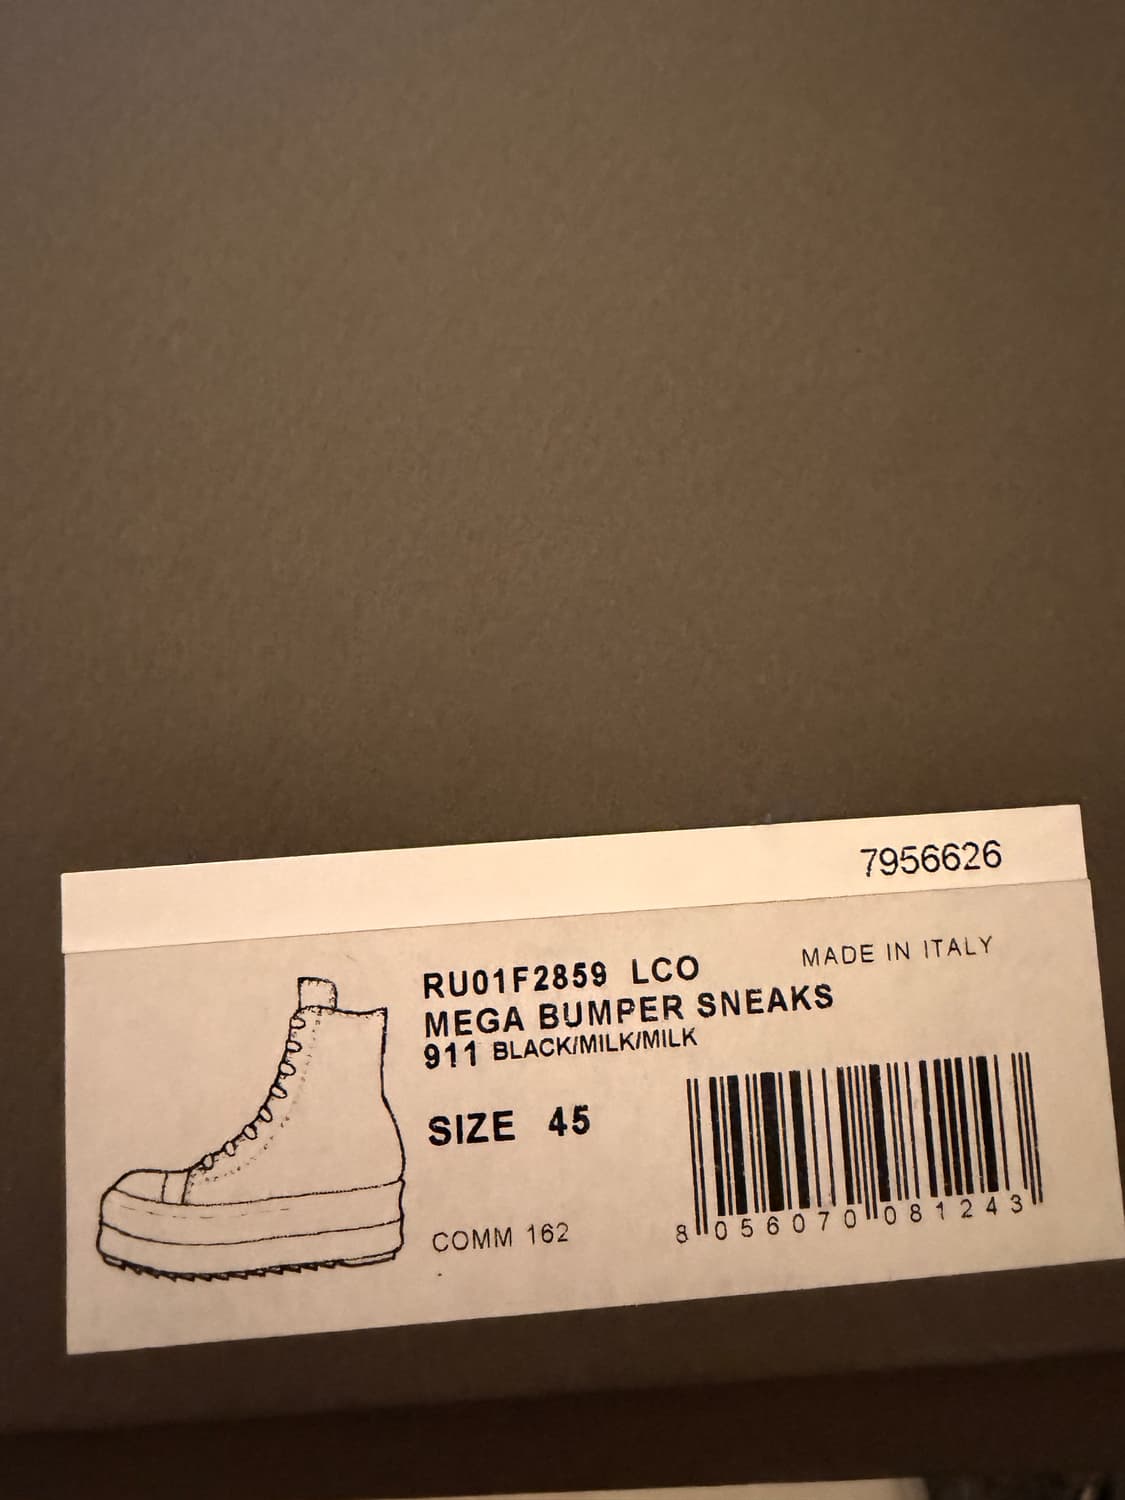 7956626
RU01F2859 LCO
MADE IN ITALY
MEGA BUMPER SNEAKS
911 BLACK/MILK/MILK
SIZE 45
COMM 162
8 056070 081243